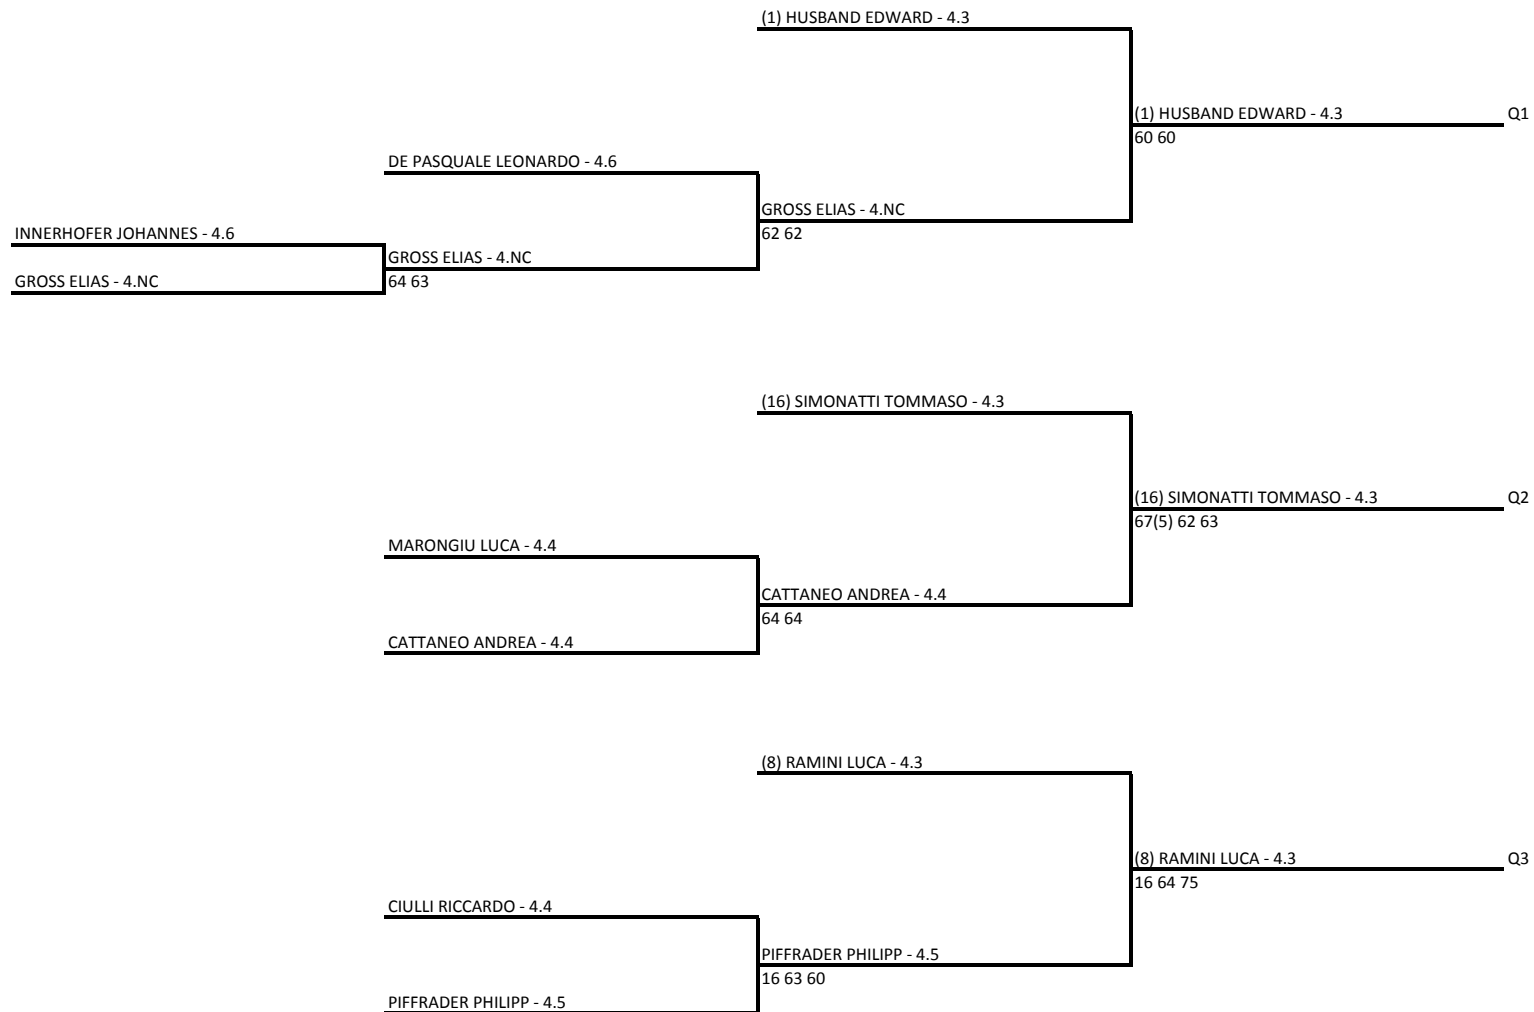 (1) HUSBAND EDWARD - 4.3
(1) HUSBAND EDWARD - 4.3
Q1
60 60
DE PASQUALE LEONARDO - 4.6
GROSS ELIAS - 4.NC
62 62
INNERHOFER JOHANNES - 4.6
GROSS ELIAS - 4.NC
64 63
GROSS ELIAS - 4.NC
(16) SIMONATTI TOMMASO - 4.3
(16) SIMONATTI TOMMASO - 4.3
Q2
67(5) 62 63
MARONGIU LUCA - 4.4
CATTANEO ANDREA - 4.4
64 64
CATTANEO ANDREA - 4.4
(8) RAMINI LUCA - 4.3
(8) RAMINI LUCA - 4.3
Q3
16 64 75
CIULLI RICCARDO - 4.4
PIFFRADER PHILIPP - 4.5
16 63 60
PIFFRADER PHILIPP - 4.5